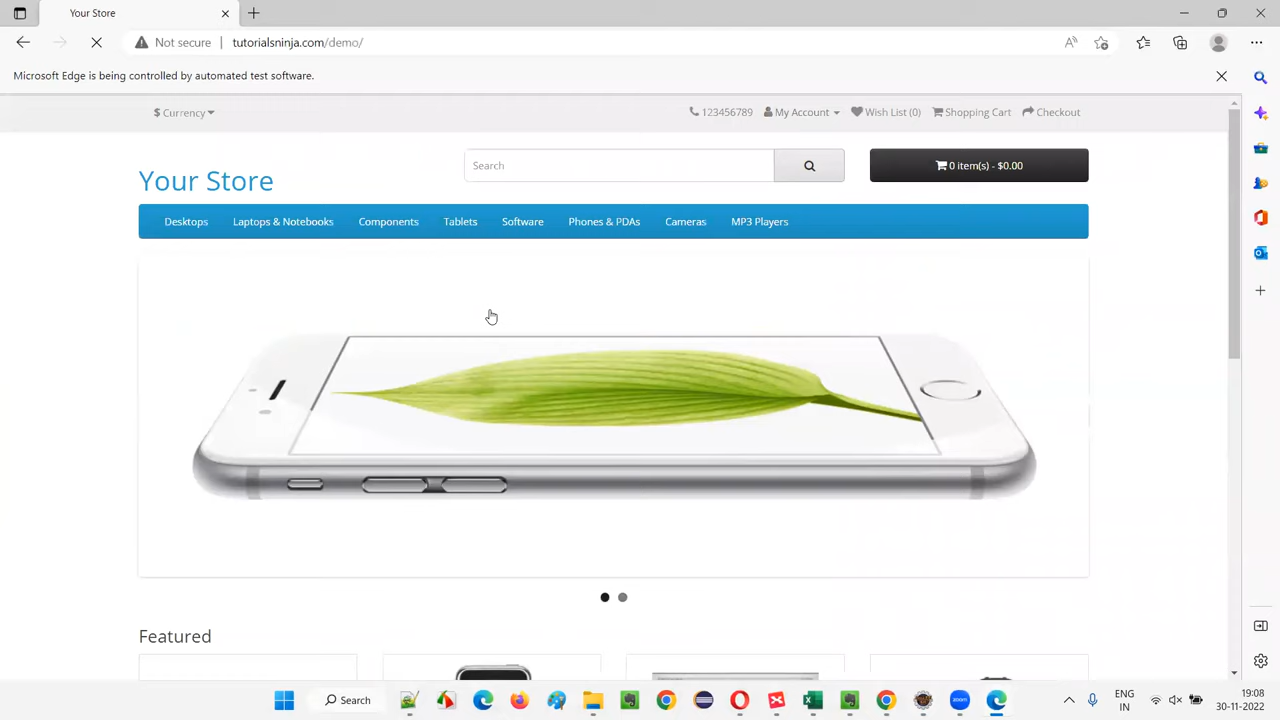 Your Store
Not secure
tutorialsninja.com/demo/
Microsoft Edge is being controlled by automated test software.
$ Currency
123456789 My Account Wish List (0) Shopping Cart Checkout
Your Store
Search
0 item(s) - $0.00
Desktops Laptops & Notebooks Components Tablets Software Phones & PDAs Cameras MP3 Players
Featured
Search
zoom
ENG
IN
19:08
30-11-2022